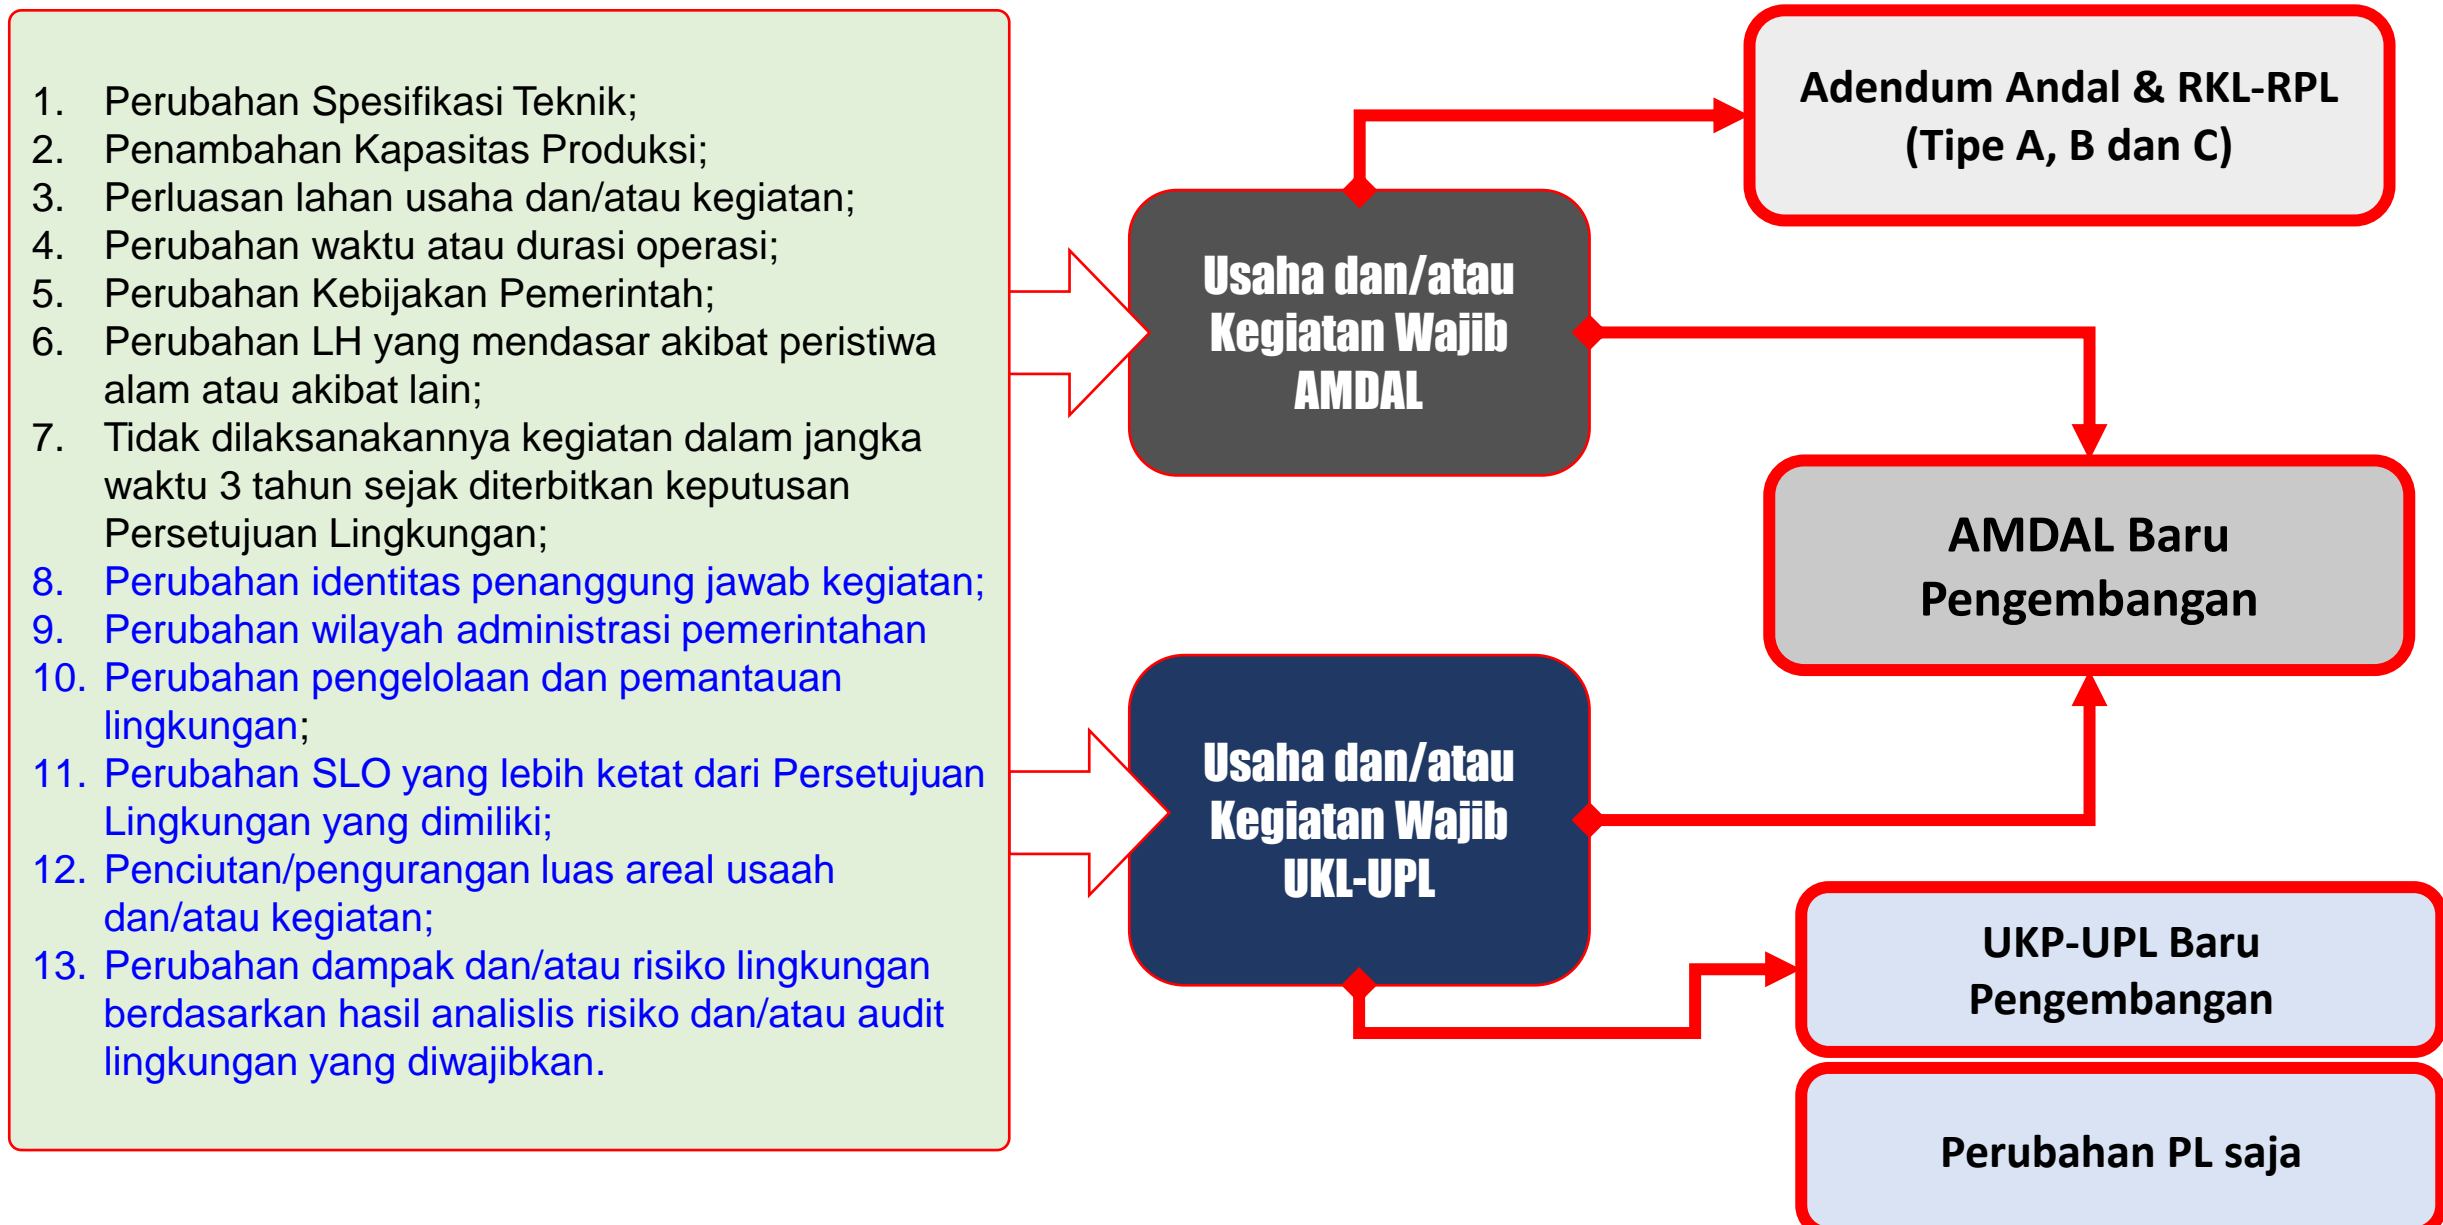 1. Perubahan Spesifikasi Teknik;
2. Penambahan Kapasitas Produksi;
3. Perluasan lahan usaha dan/atau kegiatan;
4. Perubahan waktu atau durasi operasi;
5. Perubahan Kebijakan Pemerintah;
6. Perubahan LH yang mendasar akibat peristiwa
alam atau akibat lain;
7. Tidak dilaksanakannya kegiatan dalam jangka
waktu 3 tahun sejak diterbitkan keputusan
Persetujuan Lingkungan;
8. Perubahan identitas penanggung jawab kegiatan;
9. Perubahan wilayah administrasi pemerintahan
10. Perubahan pengelolaan dan pemantauan
lingkungan;
11. Perubahan SLO yang lebih ketat dari Persetujuan
Lingkungan yang dimiliki;
12. Penciutan/pengurangan luas areal usaah
dan/atau kegiatan;
13. Perubahan dampak dan/atau risiko lingkungan
berdasarkan hasil analislis risiko dan/atau audit
lingkungan yang diwajibkan.
Usaha dan/atau
Kegiatan Wajib
AMDAL
Usaha dan/atau
Kegiatan Wajib
UKL-UPL
Adendum Andal & RKL-RPL
(Tipe A, B dan C)
AMDAL Baru
Pengembangan
UKP-UPL Baru
Pengembangan
Perubahan PL saja